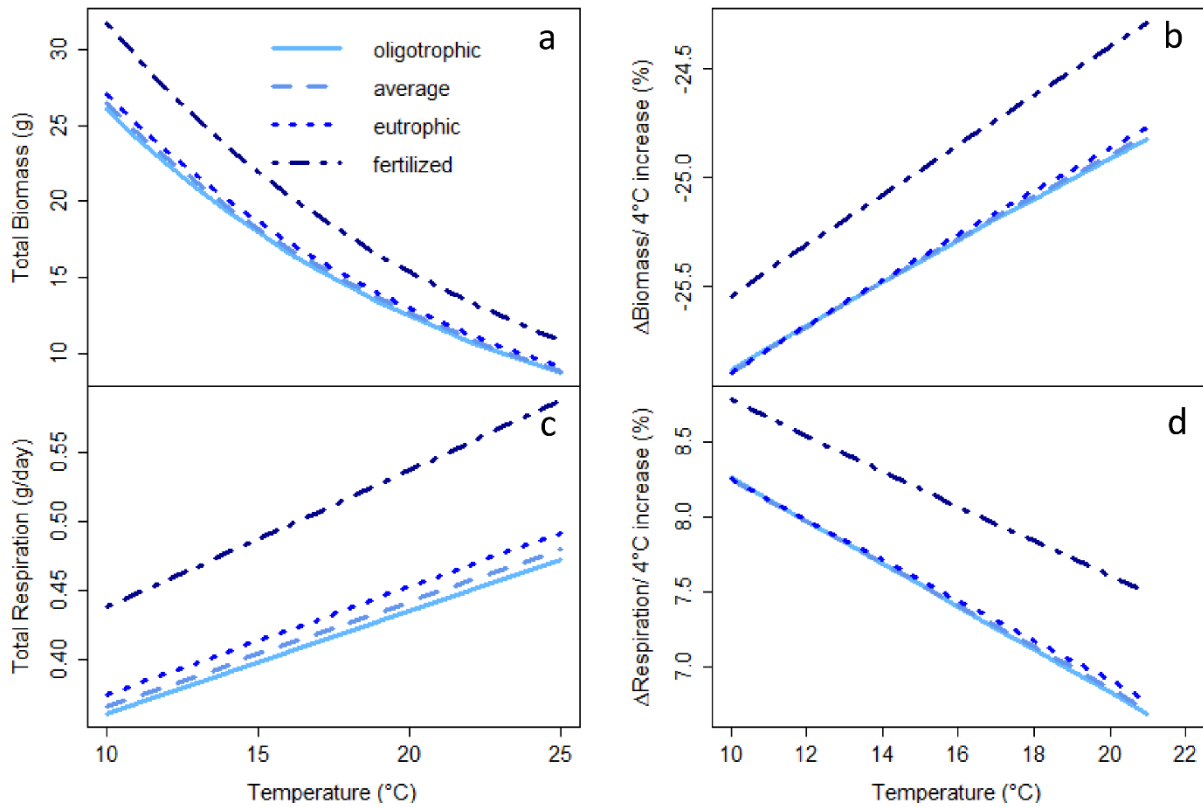 a
oligotrophic
average
eutrophic
fertilized
Total Biomass (g)
30
25
20
15
10
b
ΔBiomass/ 4°C increase (%)
-24.5
-25.0
-25.5
c
Total Respiration (g/day)
0.55
0.50
0.45
0.40
10 15 20 25
Temperature (°C)
d
ΔRespiration/ 4°C increase (%)
8.5
8.0
7.5
7.0
10 12 14 16 18 20 22
Temperature (°C)